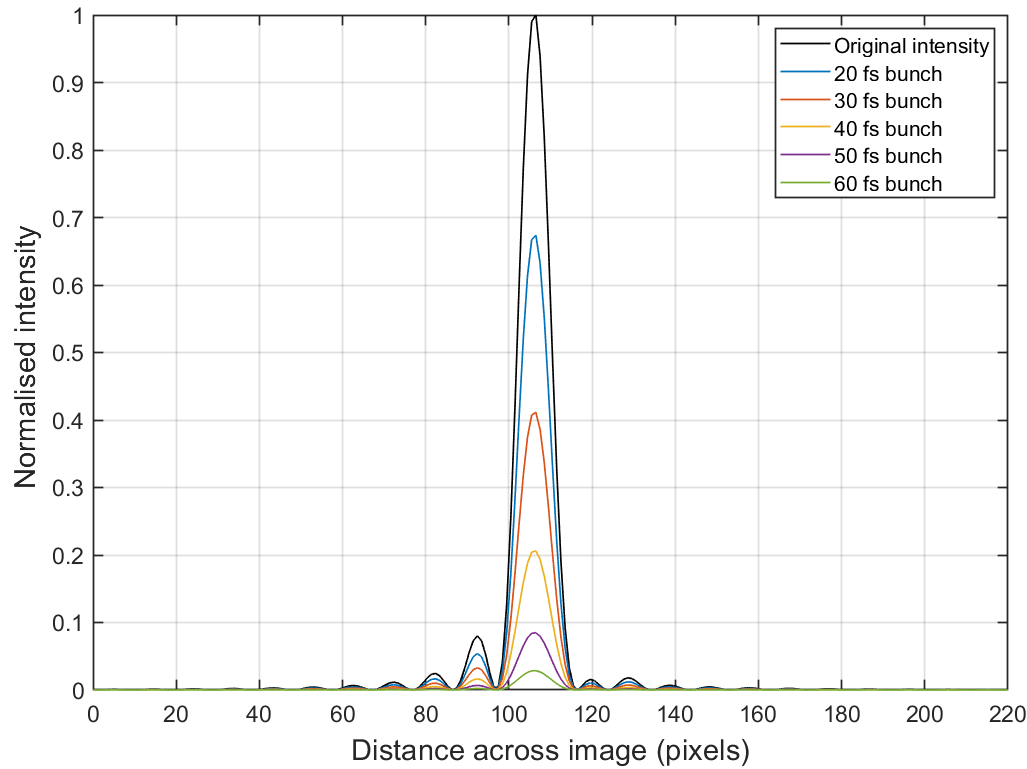 1
0.9
0.8
0.7
0.6
0.5
0.4
0.3
0.2
0.1
0
Normalised intensity
Original intensity
20 fs bunch
30 fs bunch
40 fs bunch
50 fs bunch
60 fs bunch
0 20 40 60 80 100 120 140 160 180 200 220
Distance across image (pixels)